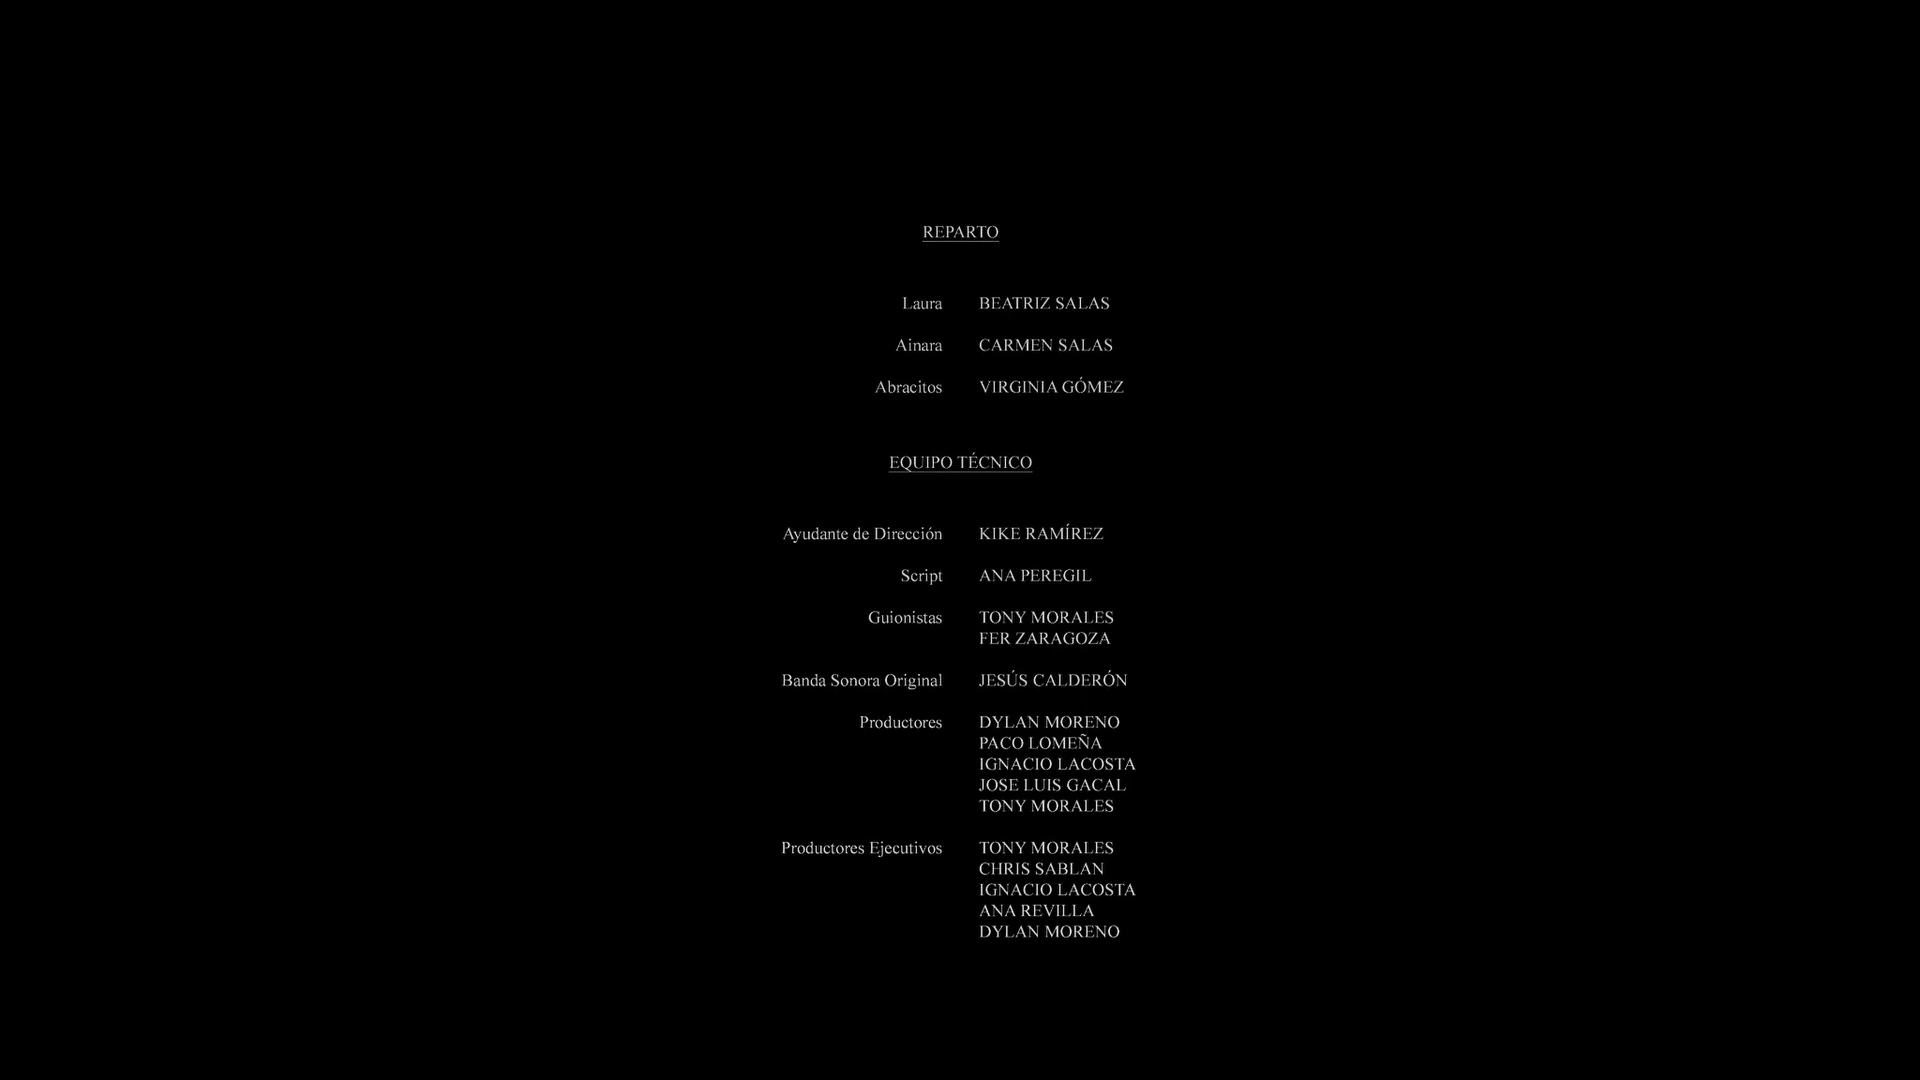 REPARTO
Laura BEATRIZ SALAS
Ainara CARMEN SALAS
Abracitos VIRGINIA GÓMEZ
EQUIPO TÉCNICO
Ayudante de Dirección KIKE RAMÍREZ
Script ANA PEREGIL
Guionistas TONY MORALES
FER ZARAGOZA
Banda Sonora Original JESÚS CALDERÓN
Productores DYLAN MORENO
PACO LOMEÑA
IGNACIO LACOSTA
JOSE LUIS GACAL
TONY MORALES
Productores Ejecutivos TONY MORALES
CHRIS SABLAN
IGNACIO LACOSTA
ANA REVILLA
DYLAN MORENO